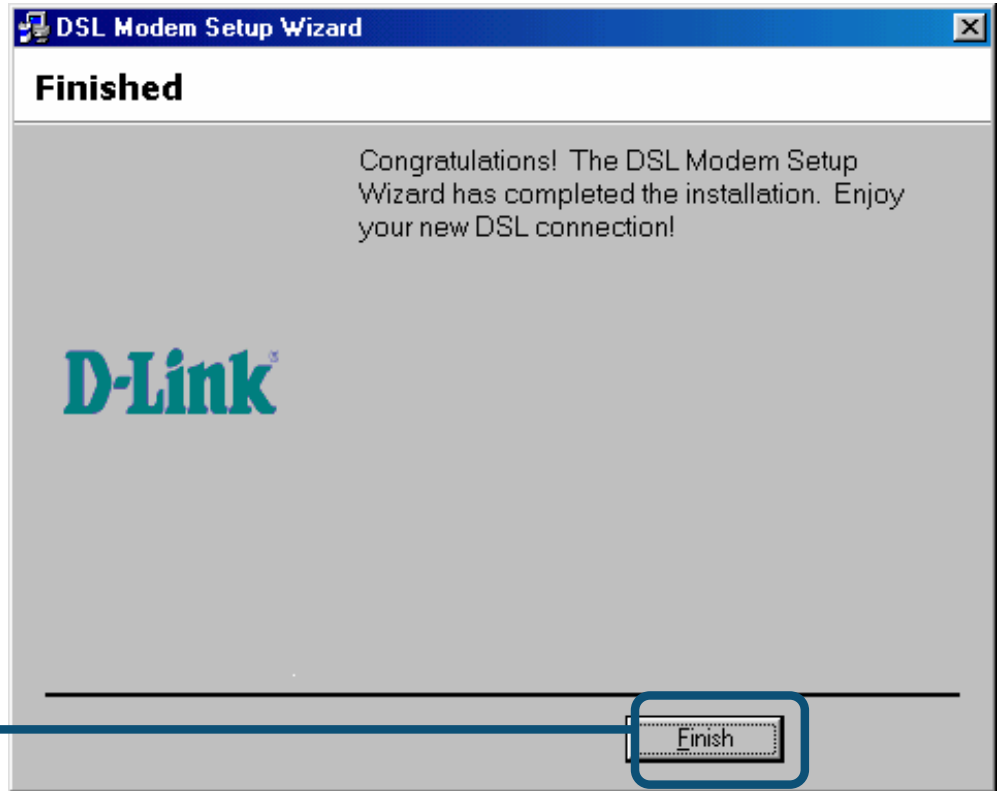 DSL Modem Setup Wizard
Finished
Congratulations! The DSL Modem Setup
Wizard has completed the installation. Enjoy
your new DSL connection!
D-Link®
Finish